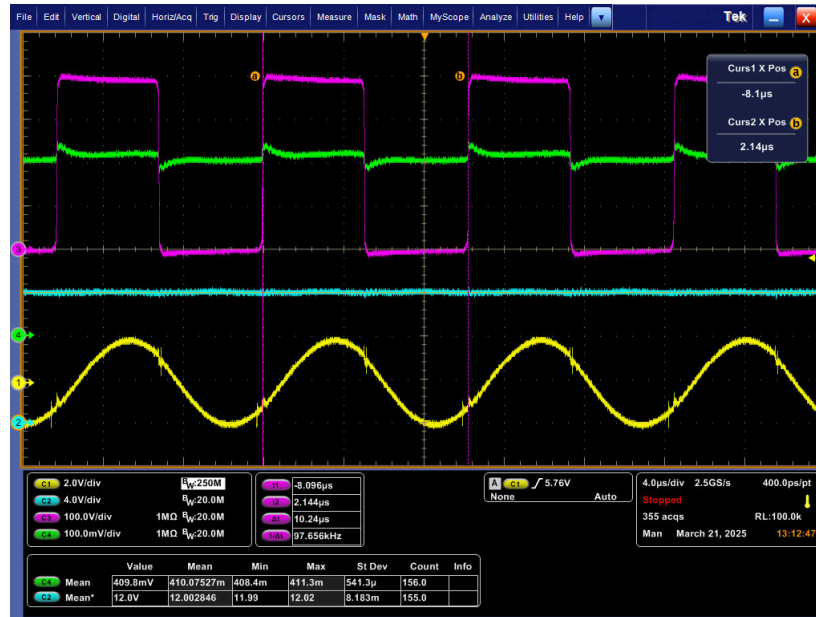 File Edit Vertical Digital Horiz/Acq Trig Display Cursors Measure Mask Math MyScope Analyze Utilities Help Tek X
a b
Curs1 X Pos a
-8.1µs
Curs2 X Pos b
2.14µs
3
4
1
2
C1 2.0V/div BW:250M
C2 4.0V/div BW:20.0M
C3 100.0V/div 1MΩ BW:20.0M
C4 100.0mV/div 1MΩ BW:20.0M
t1 -8.096µs
t2 2.144µs
Δt 10.24µs
1/Δt 97.656kHz
A C1 5.76V
None Auto
4.0µs/div 2.5GS/s 400.0ps/pt
Stopped
355 acqs RL:100.0k
Man March 21, 2025 13:12:47
Value Mean Min Max St Dev Count Info
C4 Mean 409.8mV 410.07527m 408.4m 411.3m 541.3µ 156.0
C2 Mean* 12.0V 12.002846 11.99 12.02 8.183m 155.0